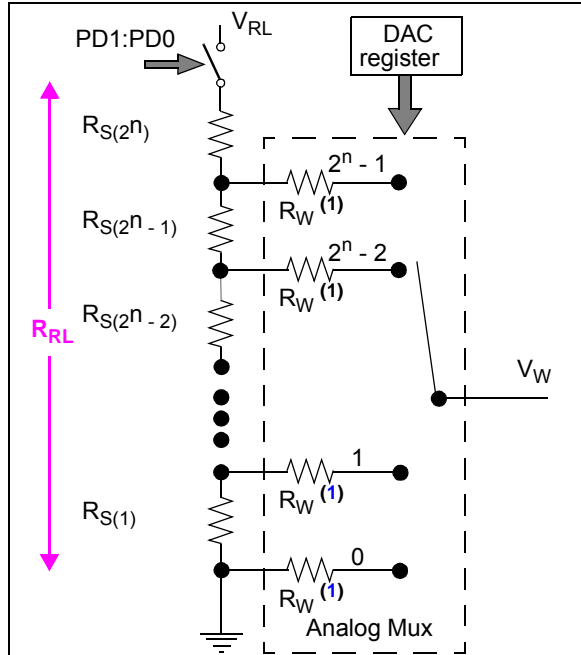 V_RL
PD1:PD0
DAC
register
R_S(2^n)
2^n - 1
R_W (1)
R_S(2^n - 1)
2^n - 2
R_W (1)
R_S(2^n - 2)
R_RL
V_W
1
R_W (1)
R_S(1)
0
R_W (1)
Analog Mux